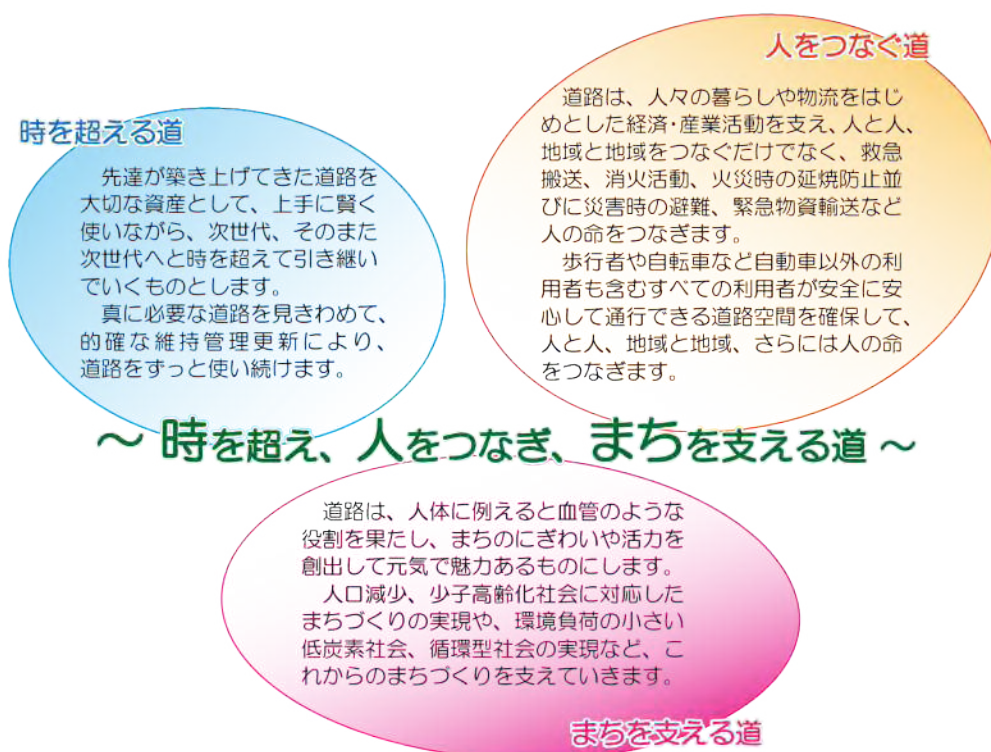 時を超える道
先達が築き上げてきた道路を
大切な資産として、上手に賢く
使いながら、次世代、そのまた
次世代へと時を超えて引き継い
でいくものとします。
真に必要な道路を見きわめて、
的確な維持管理更新により、
道路をずっと使い続けます。
人をつなぐ道
道路は、人々の暮らしや物流をはじ
めとした経済・産業活動を支え、人と人、
地域と地域をつなぐだけでなく、救急
搬送、消火活動、火災時の延焼防止並
びに災害時の避難、緊急物資輸送など
人の命をつなぎます。
歩行者や自転車など自動車以外の利
用者も含むすべての利用者が安全に安
心して通行できる道路空間を確保して、
人と人、地域と地域、さらには人の命
をつなぎます。
～ 時を超え、人をつなぎ、まちを支える道 ～
道路は、人体に例えると血管のような
役割を果たし、まちのにぎわいや活力を
創出して元気で魅力あるものにします。
人口減少、少子高齢化社会に対応した
まちづくりの実現や、環境負荷の小さい
低炭素社会、循環型社会の実現など、こ
れからのまちづくりを支えていきます。
まちを支える道